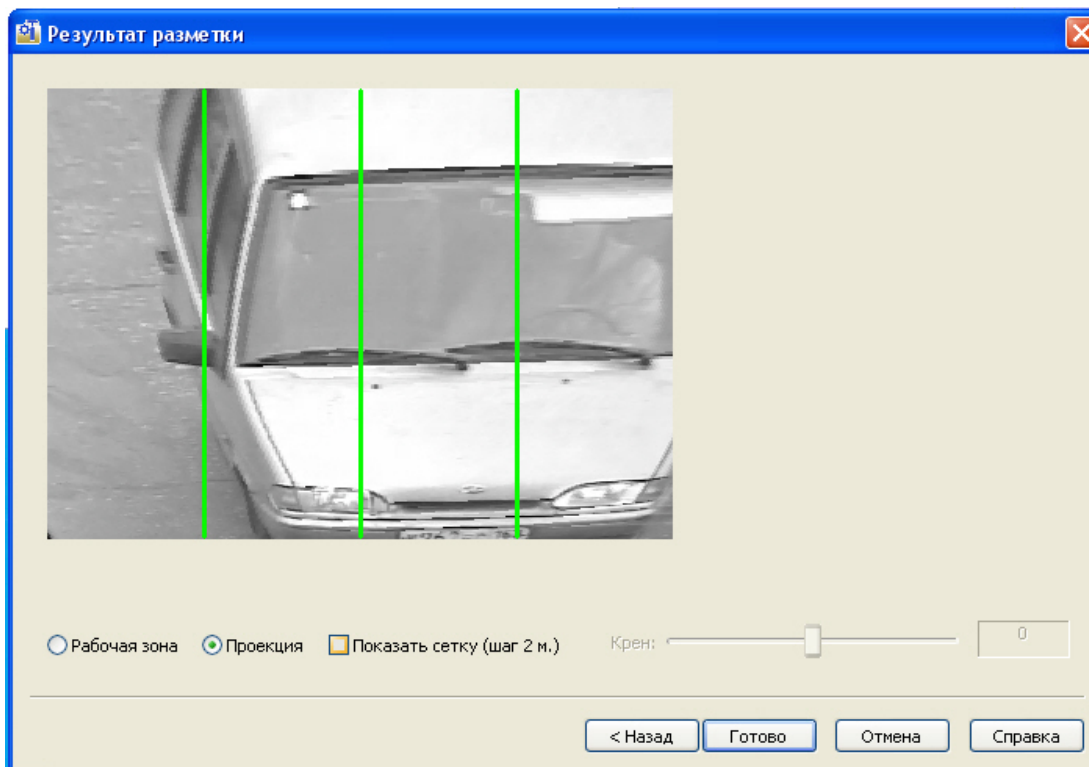 Результат разметки
Рабочая зона Проекция Показать сетку (шаг 2 м.) Крен: 0
< Назад Готово Отмена Справка